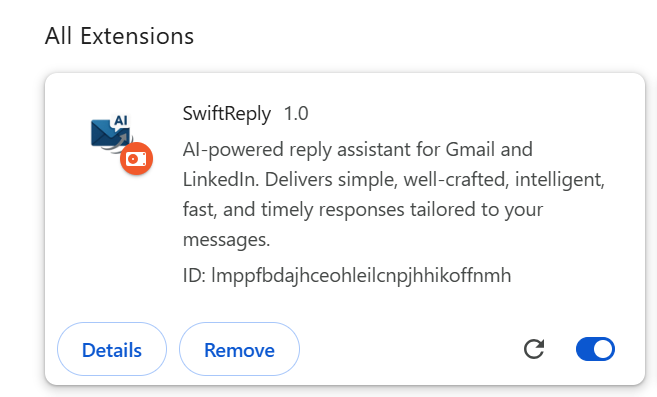 All Extensions
AI
SwiftReply 1.0
AI-powered reply assistant for Gmail and
LinkedIn. Delivers simple, well-crafted, intelligent,
fast, and timely responses tailored to your
messages.
ID: lmppfbdajhceohleilcnpjhhikoffnmh
Details
Remove